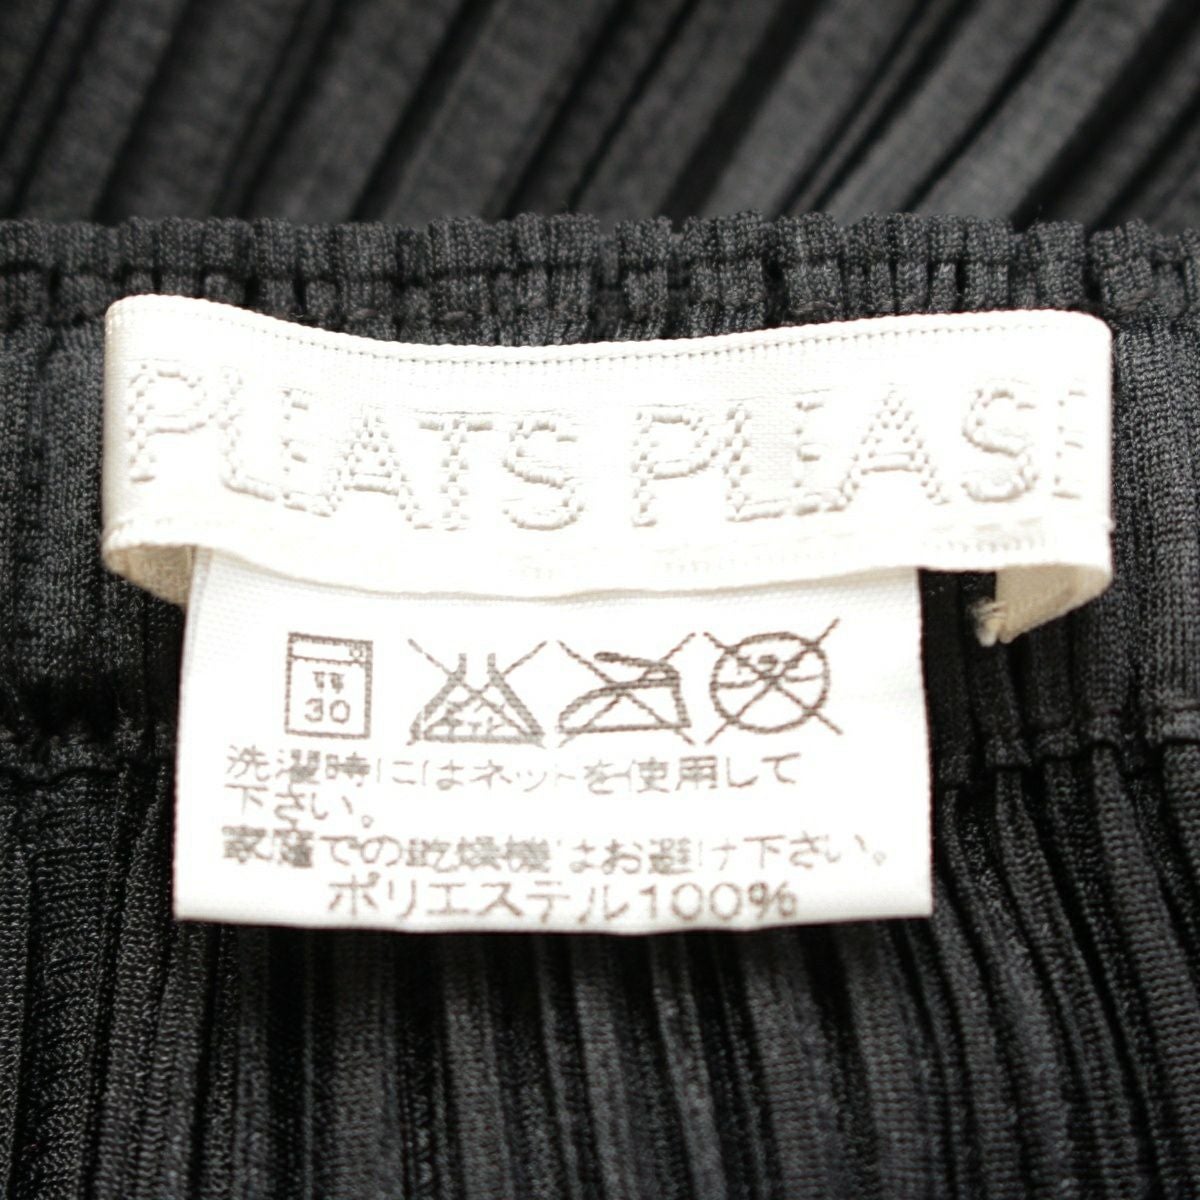 PLEATS PLEASE
弱 30
洗濯時にはネットを使用して
下さい。
家庭での乾燥機はお避け下さい。
ポリエステル100%